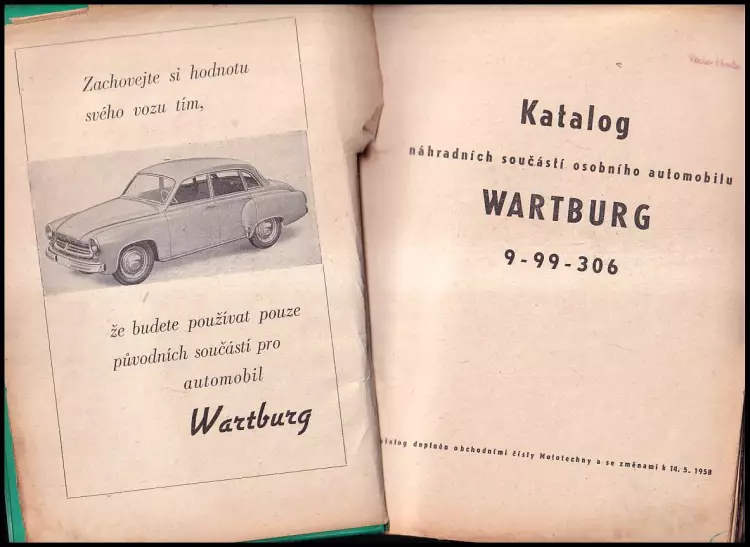 Zachovejte si hodnotu
svého vozu tím,
že budete používat pouze
původních součástí pro
automobil
Wartburg
Katalog
náhradních součástí osobního automobilu
WARTBURG
9-99-306
Katalog doplněn obchodními čísly Mototechny a se změnami k 14. 5. 1958